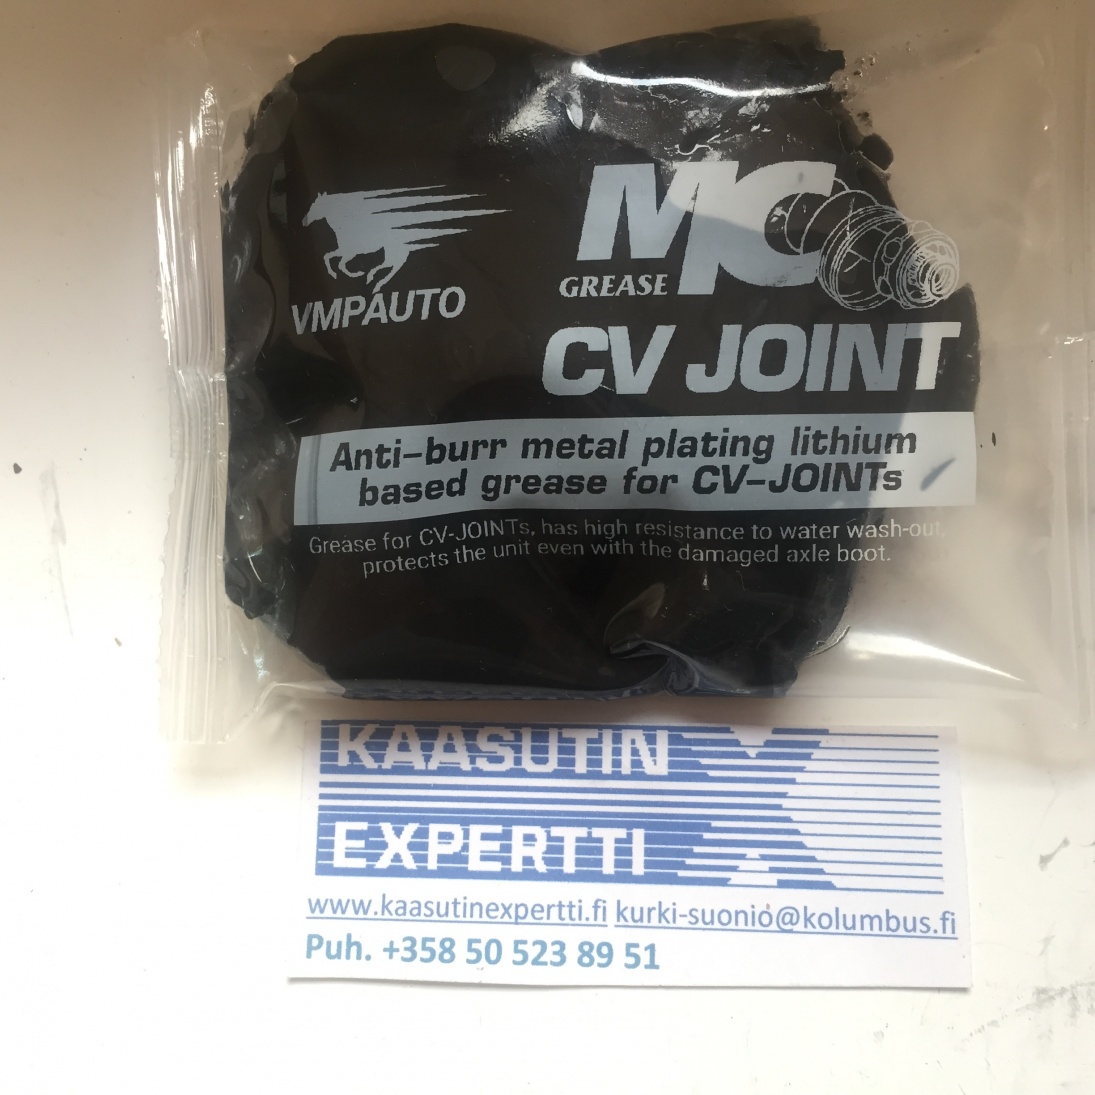 VMPAUTO
MC
GREASE
CV JOINT
Anti-burr metal plating lithium
based grease for CV-JOINTs
Grease for CV-JOINTs, has high resistance to water wash-out,
protects the unit even with the damaged axle boot.
KAASUTIN
EXPERTTI
www.kaasutinexpertti.fi kurki-suonio@kolumbus.fi
Puh. +358 50 523 89 51